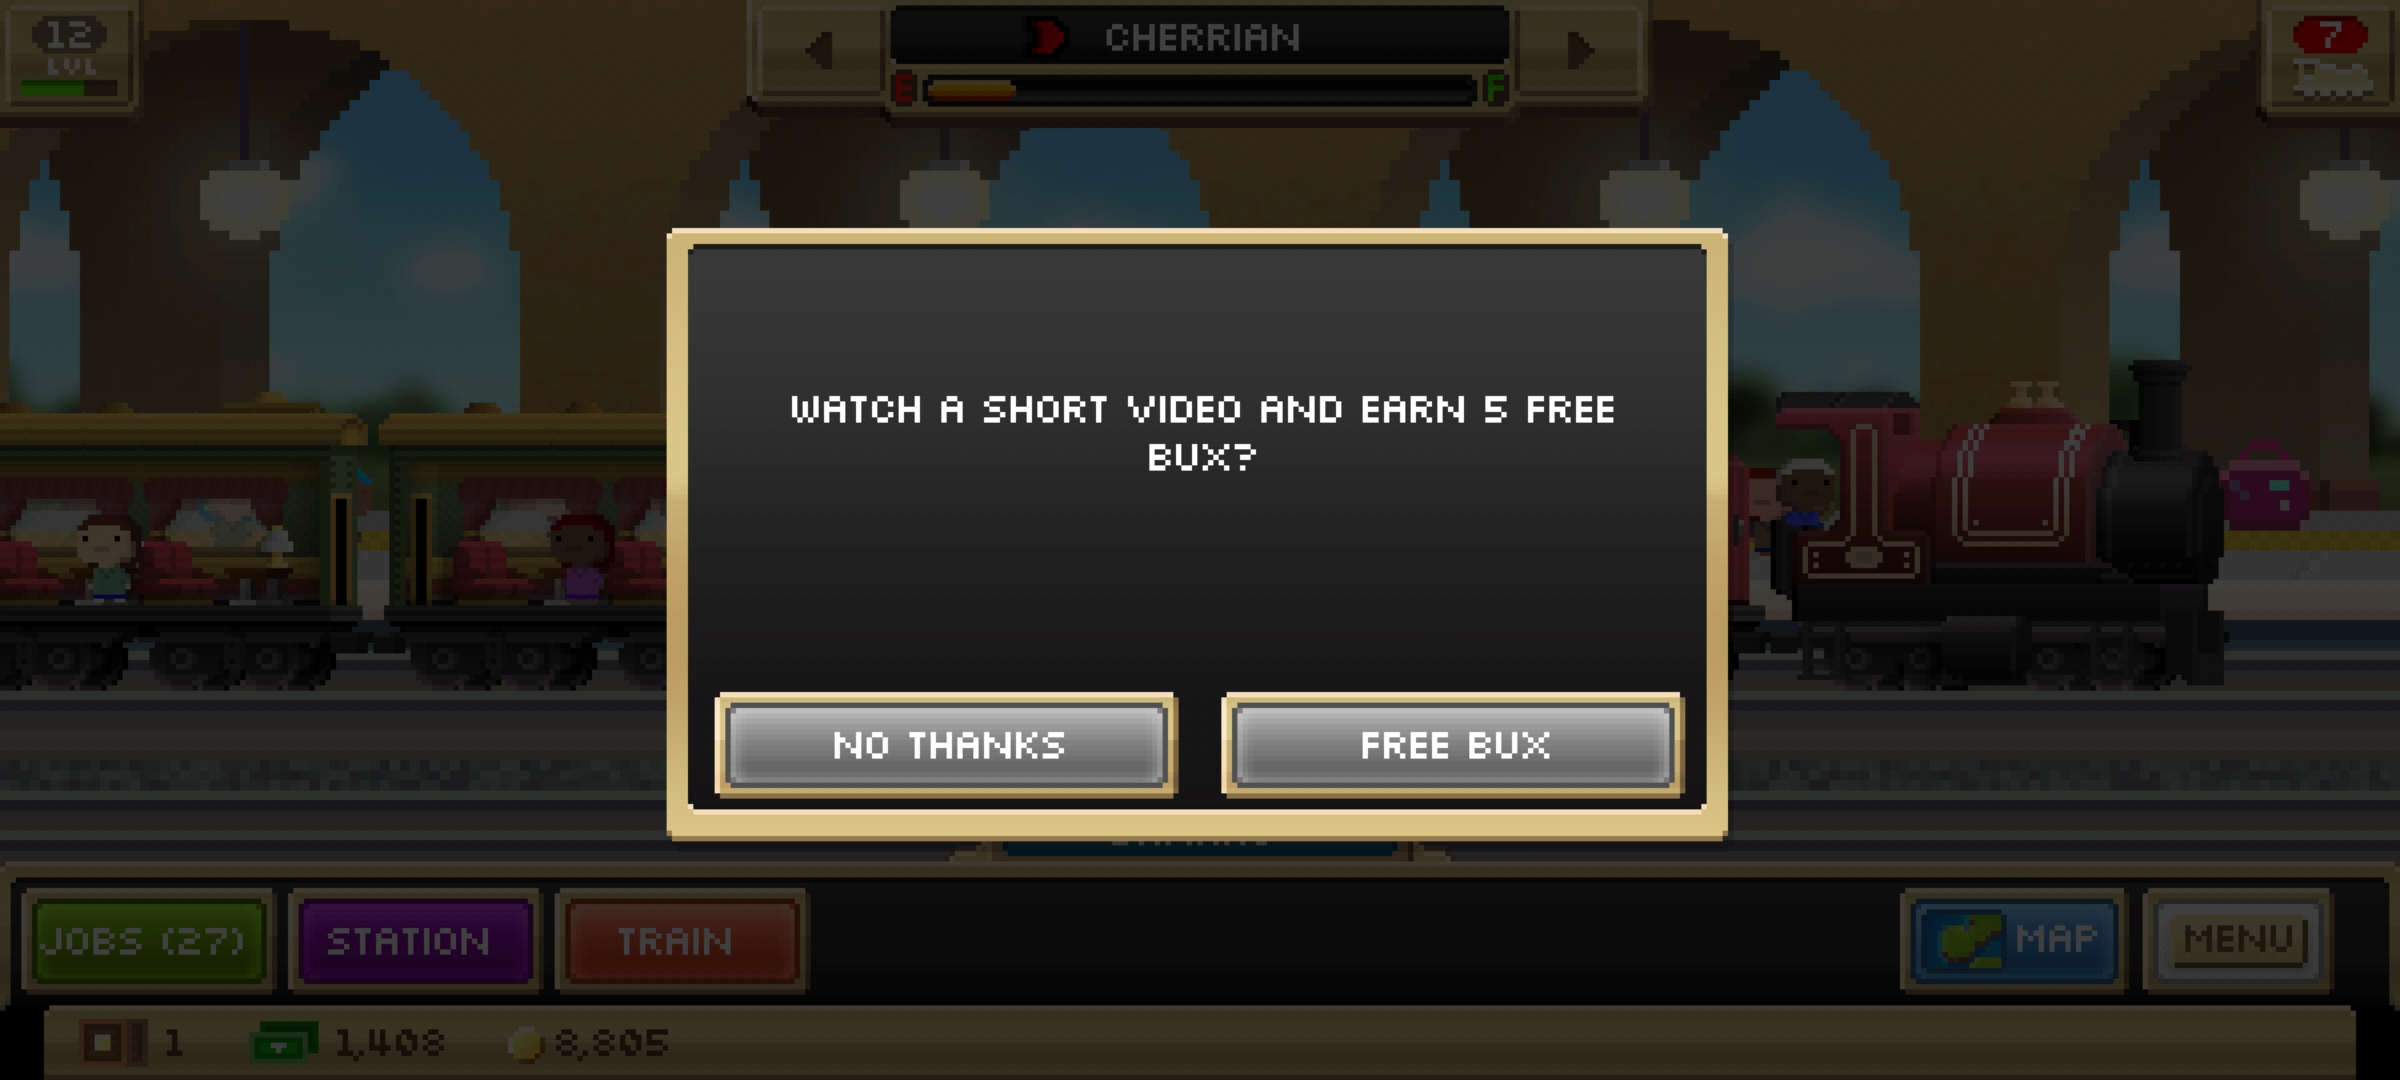 12
LVL
CHERRIAN
E
F
7
WATCH A SHORT VIDEO AND EARN 5 FREE
BUX?
NO THANKS
FREE BUX
JOBS (27)
STATION
TRAIN
MAP
MENU
1
1,408
8,805